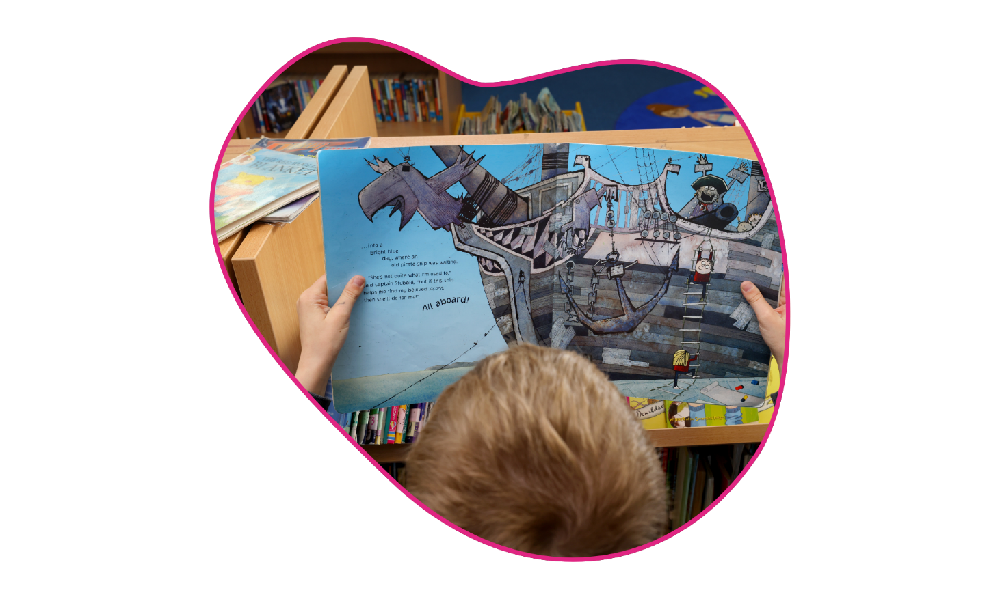 BLANKET
...into a
bright blue
day, where an
old pirate ship was waiting.
"She's not quite what I'm used to,"
said Captain Stubble, "but if this ship
helps me find my beloved Acorn,
then she'll do for me!"
All aboard!
Donaldson